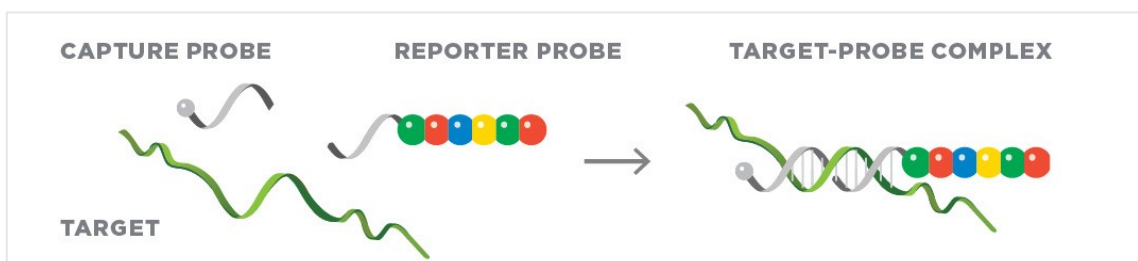 CAPTURE PROBE
REPORTER PROBE
TARGET-PROBE COMPLEX
TARGET